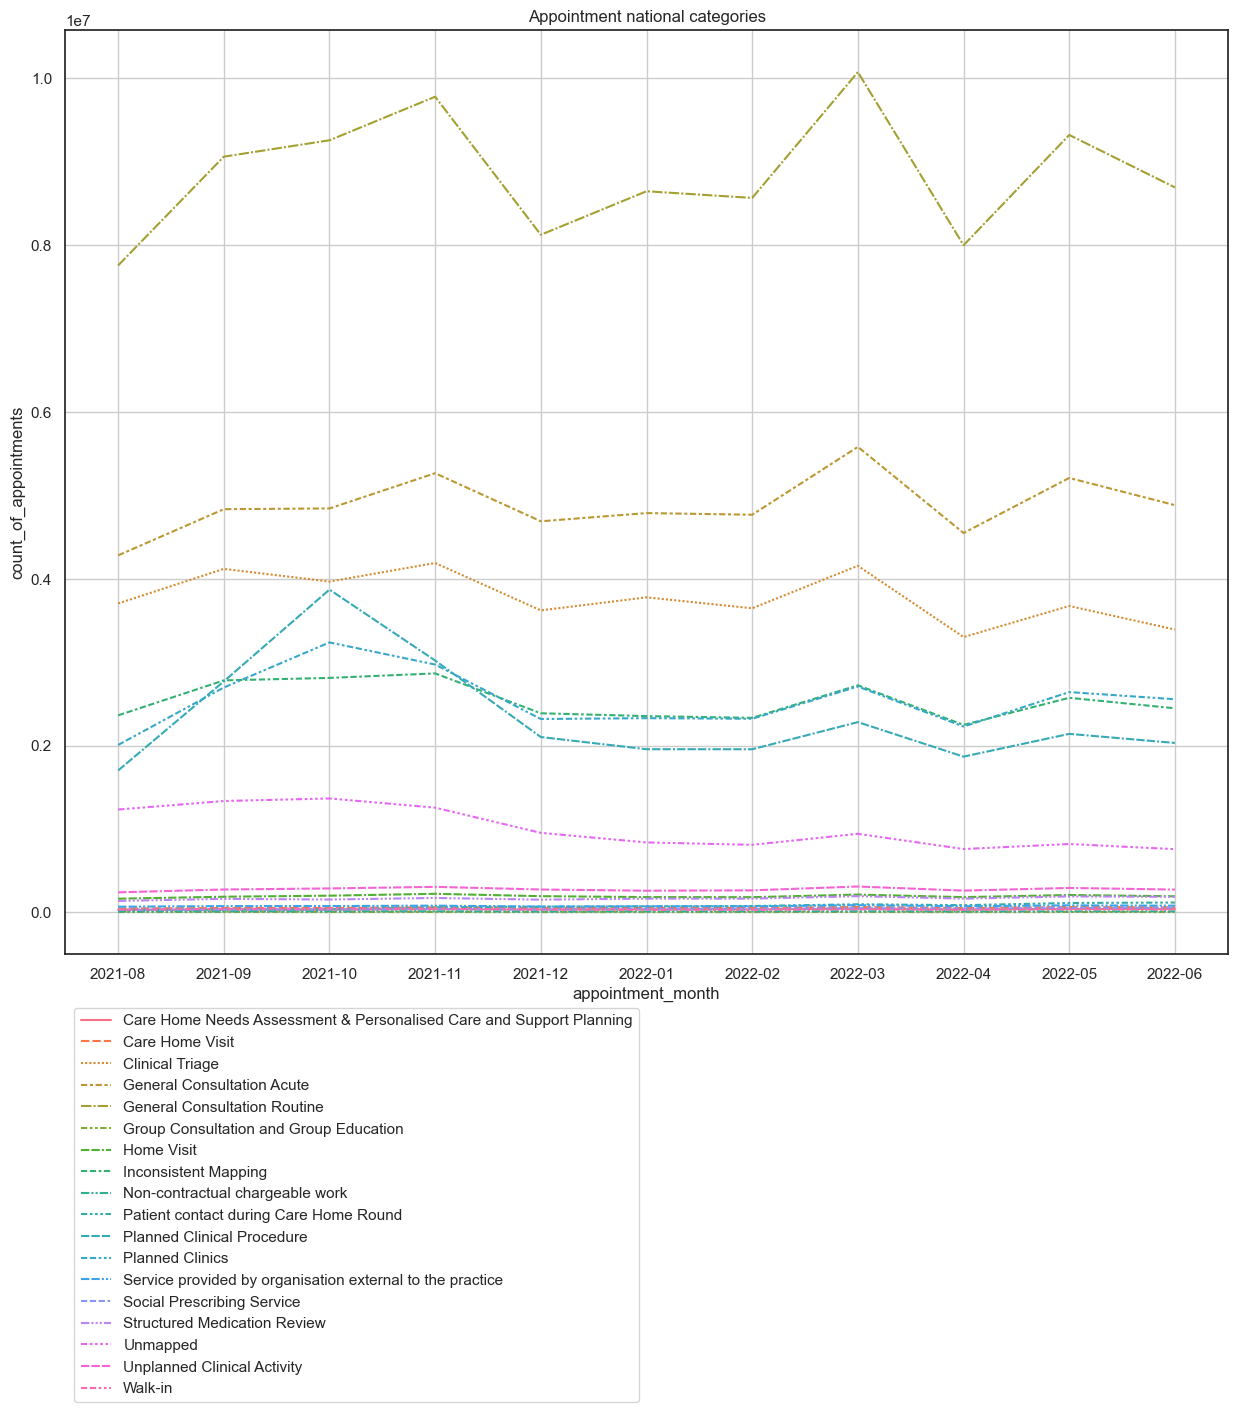 Appointment national categories
1e7
1.0
0.8
0.6
0.4
0.2
0.0
count_of_appointments
2021-08 2021-09 2021-10 2021-11 2021-12 2022-01 2022-02 2022-03 2022-04 2022-05 2022-06
appointment_month
Care Home Needs Assessment & Personalised Care and Support Planning
Care Home Visit
Clinical Triage
General Consultation Acute
General Consultation Routine
Group Consultation and Group Education
Home Visit
Inconsistent Mapping
Non-contractual chargeable work
Patient contact during Care Home Round
Planned Clinical Procedure
Planned Clinics
Service provided by organisation external to the practice
Social Prescribing Service
Structured Medication Review
Unmapped
Unplanned Clinical Activity
Walk-in